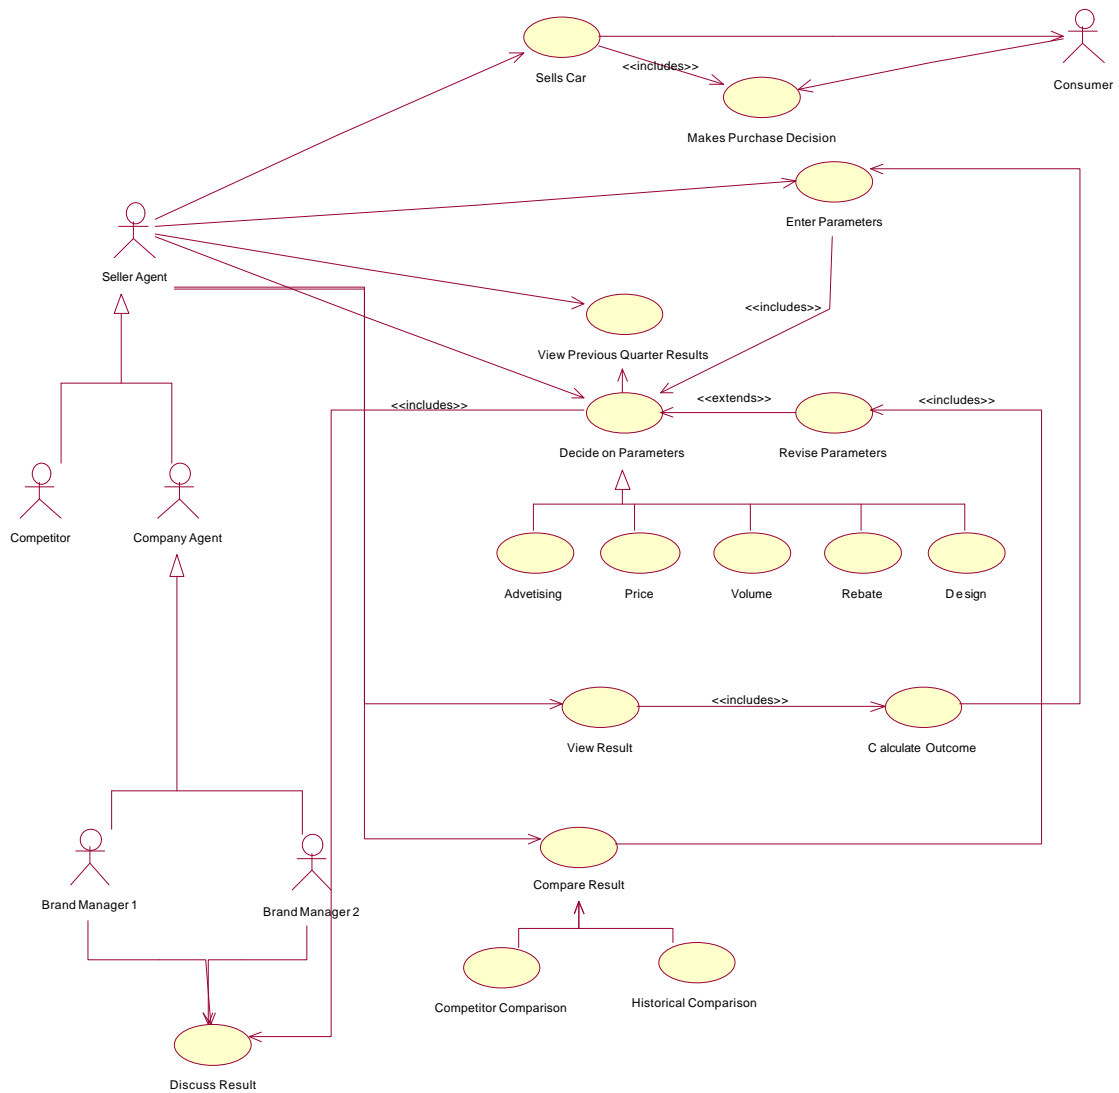 <<includes>>
Sells Car
Consumer
Makes Purchase Decision
Enter Parameters
Seller Agent
<<includes>>
View Previous Quarter Results
<<includes>>
<<extends>>
<<includes>>
Decide on Parameters
Revise Parameters
Competitor
Company Agent
Advetising
Price
Volume
Rebate
Design
<<includes>>
View Result
Calculate Outcome
Compare Result
Brand Manager 1
Brand Manager 2
Competitor Comparison
Historical Comparison
Discuss Result